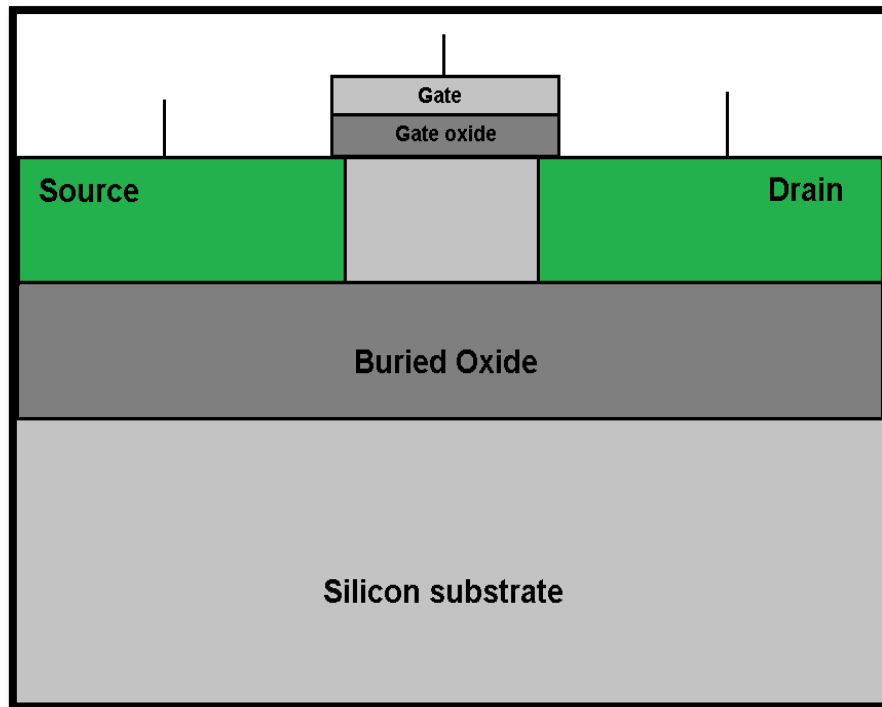 Gate
Gate oxide
Source
Drain
Buried Oxide
Silicon substrate